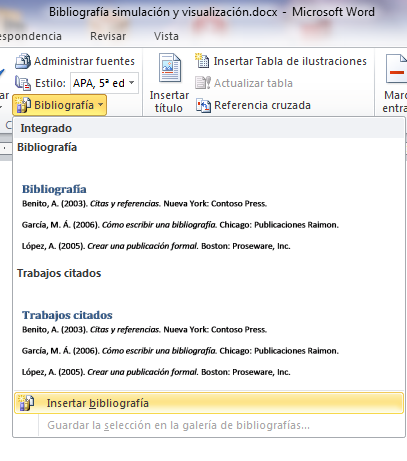 Bibliografía simulación y visualización.docx - Microsoft Word
respondencia Revisar Vista
Administrar fuentes
Estilo: APA, 5ª ed
Bibliografía
Insertar título
Insertar Tabla de ilustraciones
Actualizar tabla
Referencia cruzada
Integrado
Bibliografía
Bibliografía
Benito, A. (2003). Citas y referencias. Nueva York: Contoso Press.
García, M. Á. (2006). Cómo escribir una bibliografía. Chicago: Publicaciones Raimon.
López, A. (2005). Crear una publicación formal. Boston: Proseware, Inc.
Trabajos citados
Trabajos citados
Benito, A. (2003). Citas y referencias. Nueva York: Contoso Press.
García, M. Á. (2006). Cómo escribir una bibliografía. Chicago: Publicaciones Raimon.
López, A. (2005). Crear una publicación formal. Boston: Proseware, Inc.
Insertar bibliografía
Guardar la selección en la galería de bibliografías...